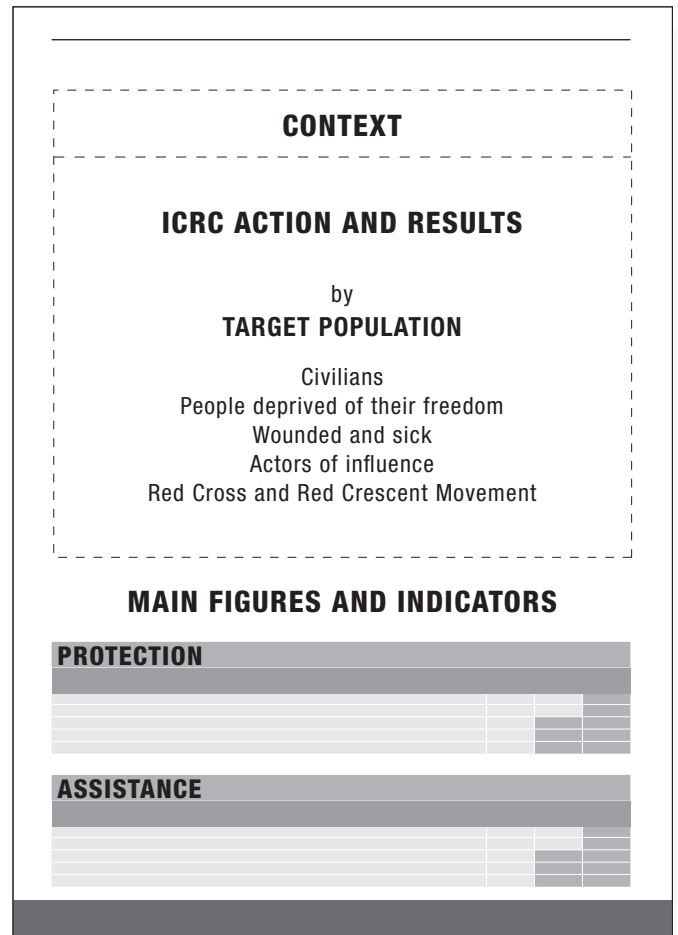 CONTEXT
ICRC ACTION AND RESULTS
by
TARGET POPULATION
Civilians
People deprived of their freedom
Wounded and sick
Actors of influence
Red Cross and Red Crescent Movement
MAIN FIGURES AND INDICATORS
PROTECTION
ASSISTANCE